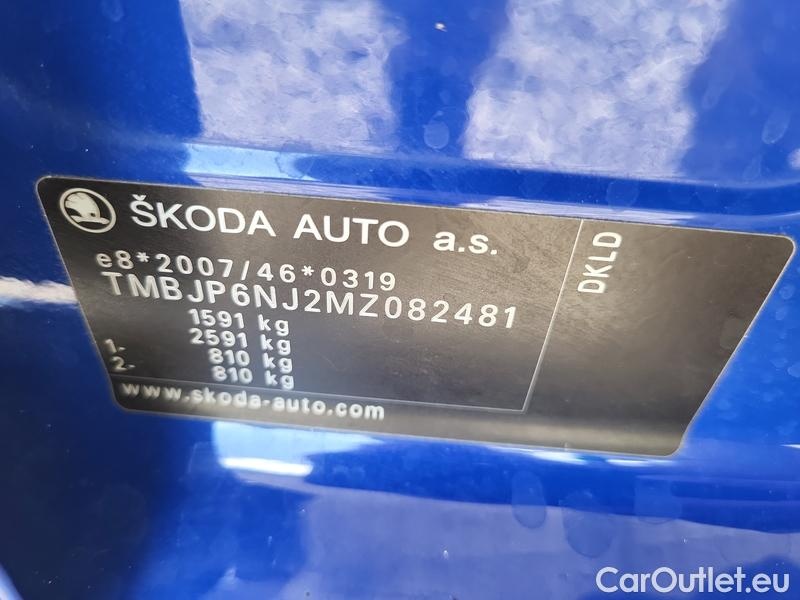 ŠKODA AUTO a.s.
e8*2007/46*0319
TMBJP6NJ2MZ082481
1591 kg
2591 kg
1- 810 kg
2- 810 kg
www.skoda-auto.com
DKLD
CarOutlet.eu